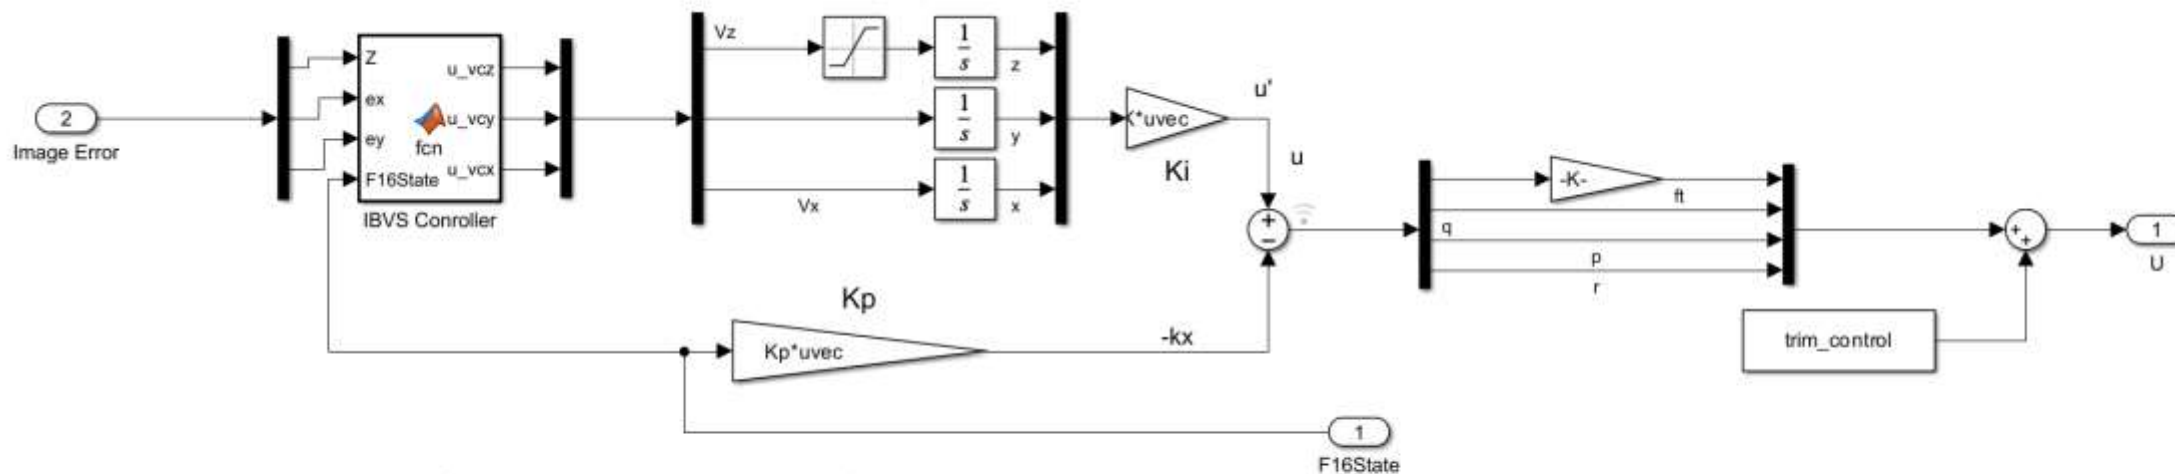 2
Image Error
Z
ex
ey
F16State
fcn
u_vcz
u_vcy
u_vcx
IBVS Conroller
Vz
Vx
1
s
z
1
s
y
1
s
x
K*uvec
Ki
u'
u
Kp
Kp*uvec
-kx
1
F16State
-K-
ft
q
p
r
trim_control
1
U